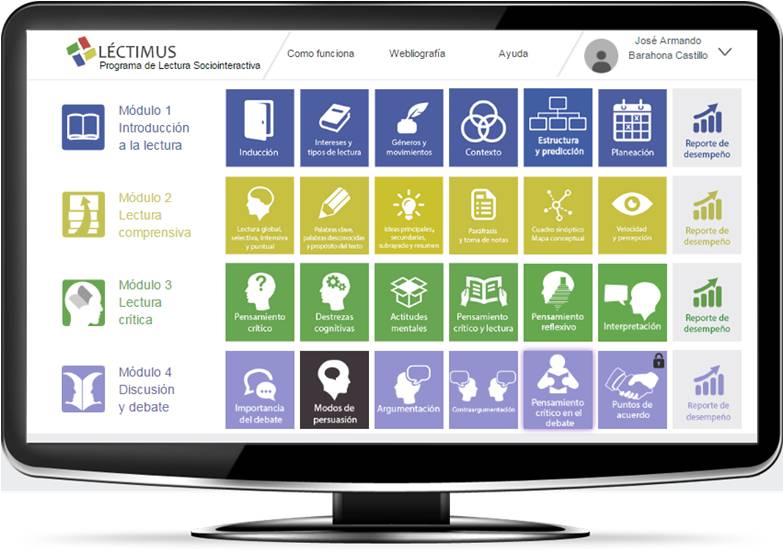 LÉCTIMUS
Programa de Lectura Sociointeractiva
Como funciona
Webliografía
Ayuda
José Armando
Barahona Castillo
Módulo 1
Introducción
a la lectura
Inducción
Intereses y
tipos de lectura
Géneros y
movimientos
Contexto
Estructura
y predicción
Planeación
Reporte de
desempeño
Módulo 2
Lectura
comprensiva
Lectura global,
selectiva, intensiva
y puntual
Palabras clave,
palabras desconocidas
y propósito del texto
Ideas principales,
secundarias,
subrayado y resumen
Paráfrasis
y toma de notas
Cuadro sinóptico
Mapa conceptual
Velocidad
y percepción
Reporte de
desempeño
Módulo 3
Lectura
crítica
Pensamiento
crítico
Destrezas
cognitivas
Actitudes
mentales
Pensamiento
crítico y lectura
Pensamiento
reflexivo
Interpretación
Reporte de
desempeño
Módulo 4
Discusión
y debate
Importancia
del debate
Modos de
persuasión
Argumentación
Contraargumentación
Pensamiento
crítico en el
debate
Puntos de
acuerdo
Reporte de
desempeño